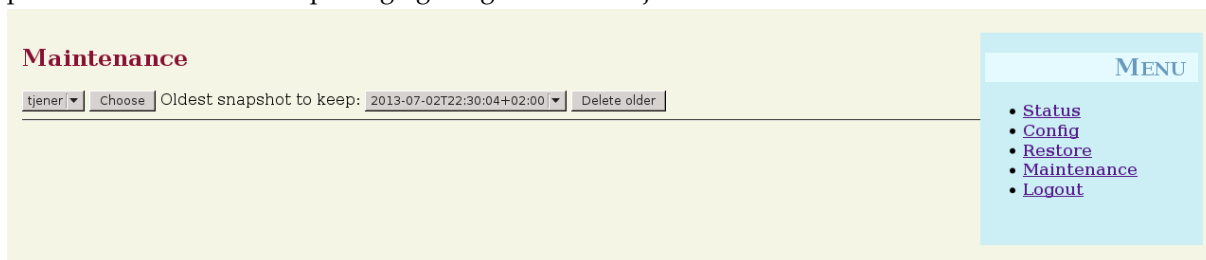 Maintenance
tjener Choose Oldest snapshot to keep: 2013-07-02T22:30:04+02:00 Delete older
MENU
Status
Config
Restore
Maintenance
Logout